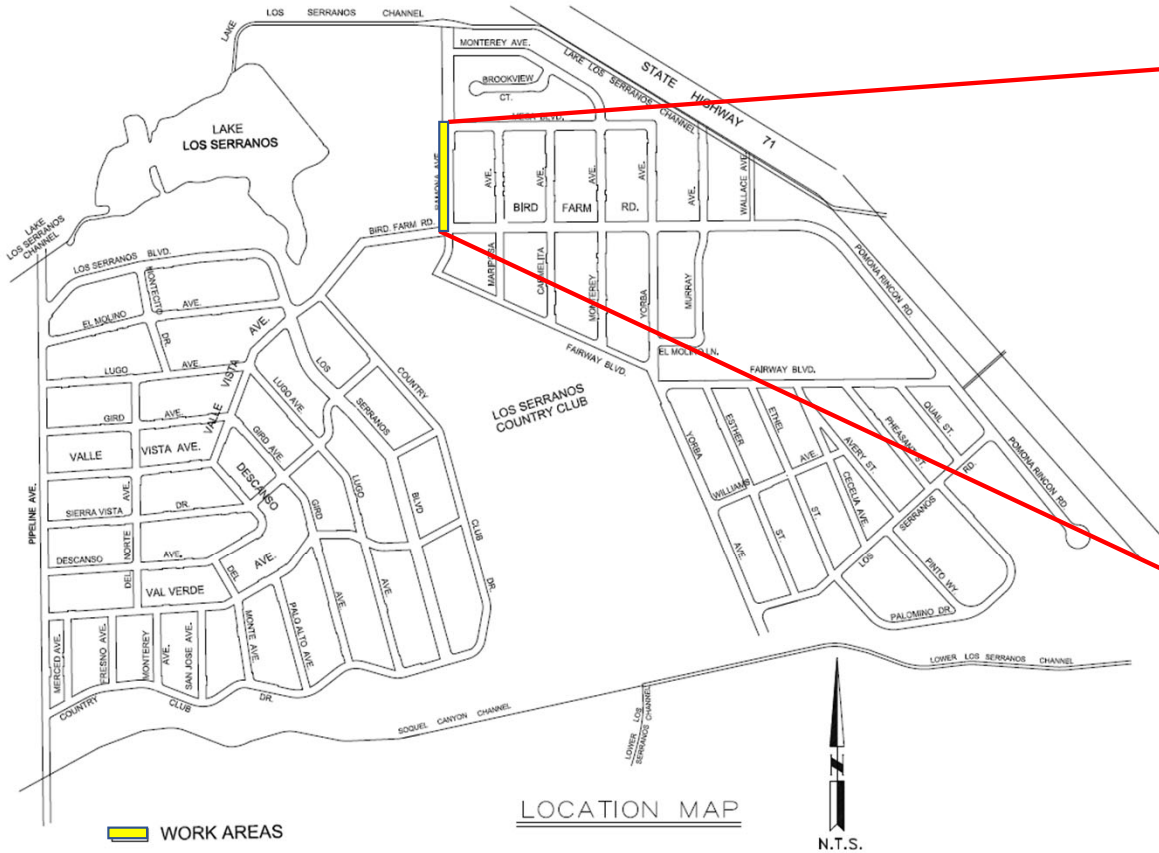 LOS SERRANOS CHANNEL
LAKE
MONTEREY AVE.
LAKE LOS SERRANOS CHANNEL
STATE HIGHWAY 71
BROOKVIEW
CT.
BLVD.
LAKE
LOS SERRANOS
RAMONA AVE.
AVE.
AVE.
AVE.
AVE.
AVE.
WALLACE AVE.
BIRD FARM RD.
BIRD FARM RD.
LAKE
LOS SERRANOS
CHANNEL
LOS SERRANOS BLVD.
MARIPOSA
CARMELITA
MONTEREY
YORBA
MURRAY
POMONA RINCON RD.
MONTECITO
DR.
EL MOLINO AVE.
VALLE VISTA AVE.
FAIRWAY BLVD.
EL MOLINO LN.
FAIRWAY BLVD.
LUGO AVE.
LUGO AVE.
LOS SERRANOS BLVD
COUNTRY CLUB DR.
LOS SERRANOS
COUNTRY CLUB
GIRD AVE.
GIRD AVE.
VALLE VISTA AVE.
DESCANSO
YORBA AVE
ESTHER ST.
ETHEL ST.
AVERY ST.
PHEASANT ST.
QUAIL ST.
POMONA RINCON RD.
WILLIAMS AVE.
CECELIA AVE.
LOS SERRANOS RD.
PIPELINE AVE.
SIERRA VISTA DR.
DEL NORTE AVE.
GIRD AVE.
LUGO AVE.
DESCANSO AVE.
AVE.
VAL VERDE
DEL MONTE AVE.
PALO ALTO AVE.
PINTO WY
PALOMINO DR.
MERCED AVE.
FRESNO AVE.
MONTEREY AVE.
SAN JOSE AVE.
COUNTRY CLUB DR.
SOQUEL CANYON CHANNEL
LOWER LOS
SERRANOS CHANNEL
LOWER LOS SERRANOS CHANNEL
N
LOCATION MAP
WORK AREAS
N.T.S.